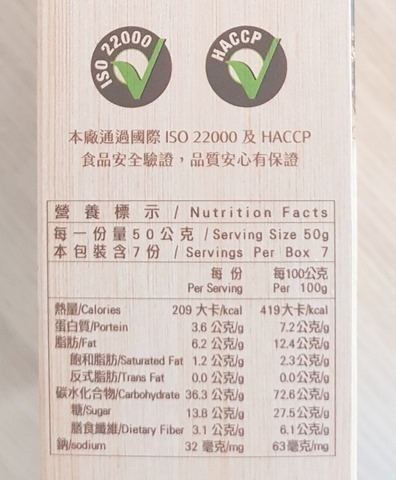 ISO 22000
HACCP
本廠通過國際 ISO 22000 及 HACCP
食品安全驗證，品質安心有保證
營養標示 / Nutrition Facts
每一份量50公克 / Serving Size 50g
本包裝含7份 / Servings Per Box 7
每份 每100公克
Per Serving Per 100g
熱量/Calories 209 大卡/kcal 419大卡/kcal
蛋白質/Portein 3.6 公克/g 7.2公克/g
脂肪/Fat 6.2 公克/g 12.4公克/g
飽和脂肪/Saturated Fat 1.2 公克/g 2.3公克/g
反式脂肪/Trans Fat 0.0 公克/g 0.0公克/g
碳水化合物/Carbohydrate 36.3 公克/g 72.6公克/g
糖/Sugar 13.8 公克/g 27.5公克/g
膳食纖維/Dietary Fiber 3.1 公克/g 6.1公克/g
鈉/sodium 32 毫克/mg 63毫克/mg